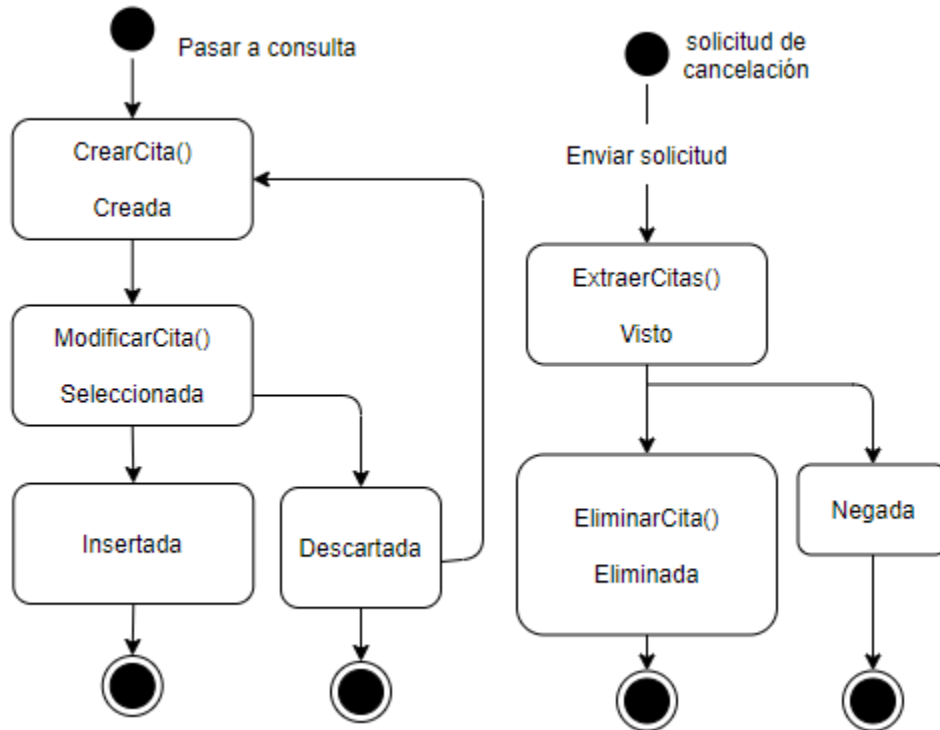 Pasar a consulta
CrearCita()
Creada
ModificarCita()
Seleccionada
Insertada
Descartada
solicitud de
cancelación
Enviar solicitud
ExtraerCitas()
Visto
EliminarCita()
Eliminada
Negada